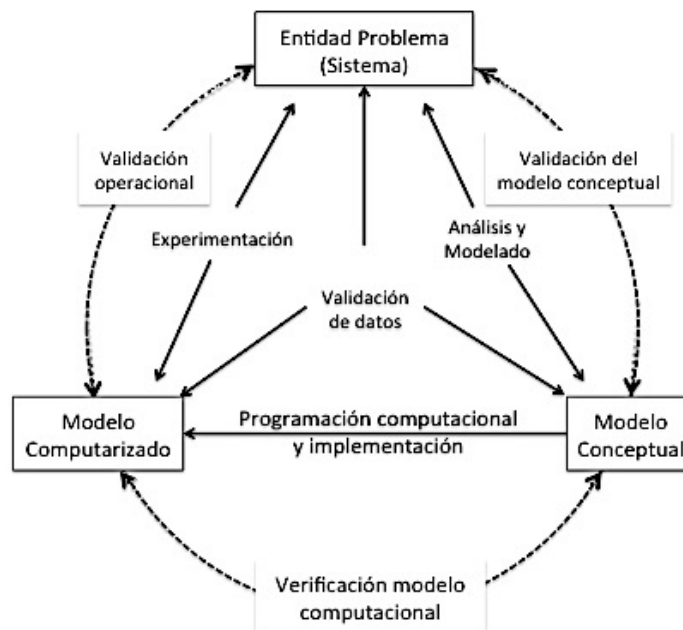 Entidad Problema
(Sistema)
Validación
operacional
Validación del
modelo conceptual
Experimentación
Análisis y
Modelado
Validación
de datos
Modelo
Computarizado
Programación computacional
y implementación
Modelo
Conceptual
Verificación modelo
computacional